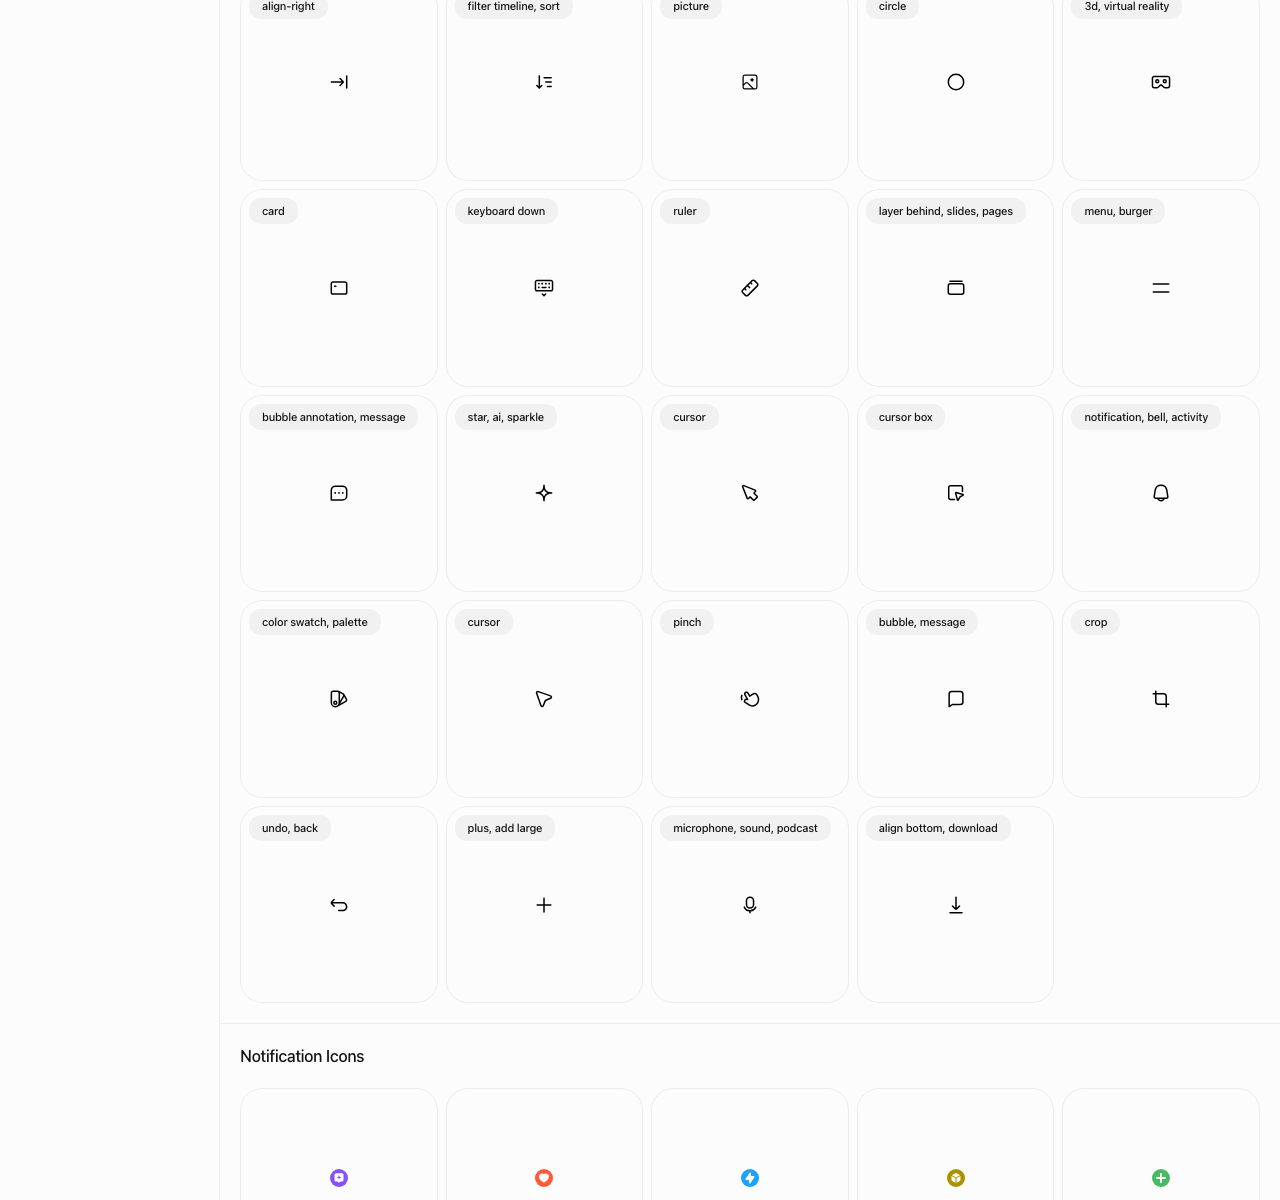 align-right
filter timeline, sort
picture
circle
3d, virtual reality
card
keyboard down
ruler
layer behind, slides, pages
menu, burger
bubble annotation, message
star, ai, sparkle
cursor
cursor box
notification, bell, activity
color swatch, palette
cursor
pinch
bubble, message
crop
undo, back
plus, add large
microphone, sound, podcast
align bottom, download
Notification Icons